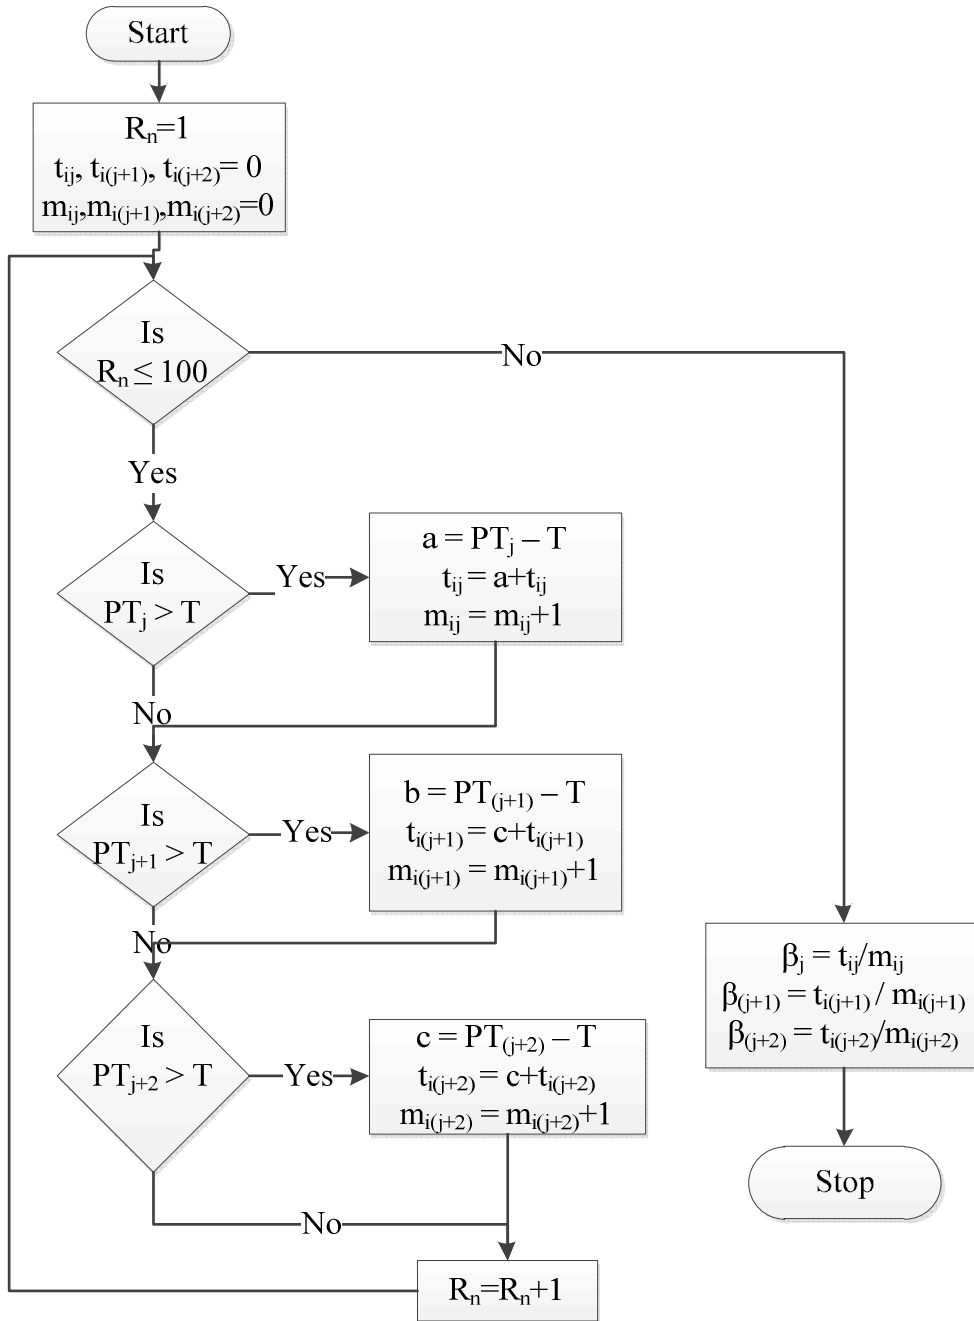 Start
Rₙ=1
tᵢⱼ, tᵢ₍ⱼ₊₁₎, tᵢ₍ⱼ₊₂₎= 0
mᵢⱼ,mᵢ₍ⱼ₊₁₎,mᵢ₍ⱼ₊₂₎=0
Is
Rₙ ≤ 100
No
Yes
Is
PTⱼ > T
Yes
a = PTⱼ – T
tᵢⱼ = a+tᵢⱼ
mᵢⱼ = mᵢⱼ+1
No
Is
PTⱼ₊₁ > T
Yes
b = PT₍ⱼ₊₁₎ – T
tᵢ₍ⱼ₊₁₎ = c+tᵢ₍ⱼ₊₁₎
mᵢ₍ⱼ₊₁₎ = mᵢ₍ⱼ₊₁₎+1
No
Is
PTⱼ₊₂ > T
Yes
c = PT₍ⱼ₊₂₎ – T
tᵢ₍ⱼ₊₂₎ = c+tᵢ₍ⱼ₊₂₎
mᵢ₍ⱼ₊₂₎ = mᵢ₍ⱼ₊₂₎+1
No
Rₙ=Rₙ+1
βⱼ = tᵢⱼ/mᵢⱼ
β₍ⱼ₊₁₎ = tᵢ₍ⱼ₊₁₎ / mᵢ₍ⱼ₊₁₎
β₍ⱼ₊₂₎ = tᵢ₍ⱼ₊₂₎/mᵢ₍ⱼ₊₂₎
Stop